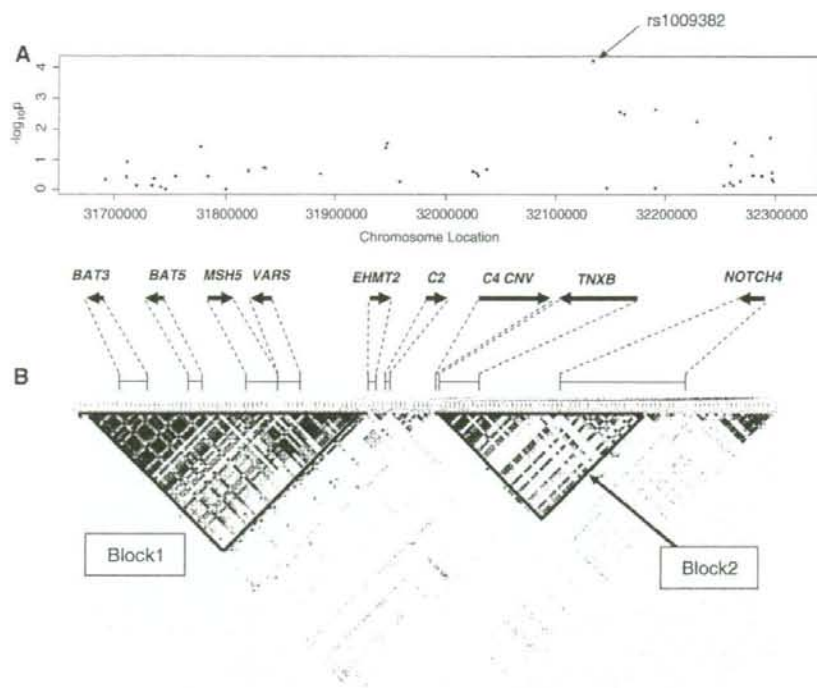 rs1009382
A
4
3
2
1
0
-log10p
31700000 31800000 31900000 32000000 32100000 32200000 32300000
Chromosome Location
BAT3 BAT5 MSH5 VARS EHMT2 C2 C4 CNV TNXB NOTCH4
B
Block1
Block2